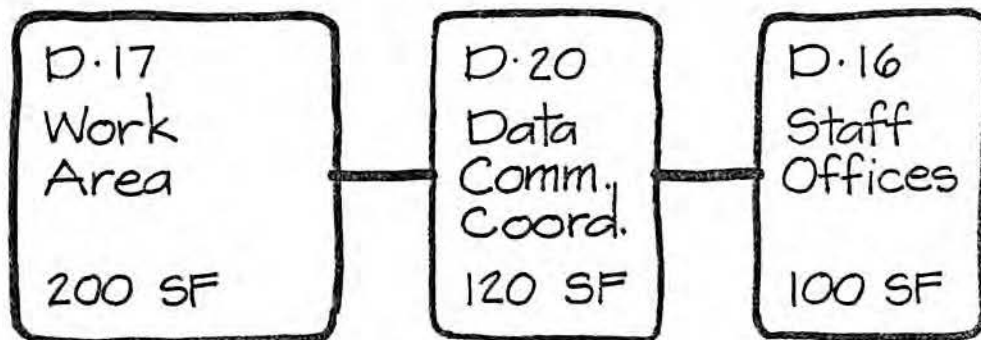 D·17
Work
Area
200 SF
D·20
Data
Comm.
Coord.
120 SF
D·16
Staff
Offices
100 SF